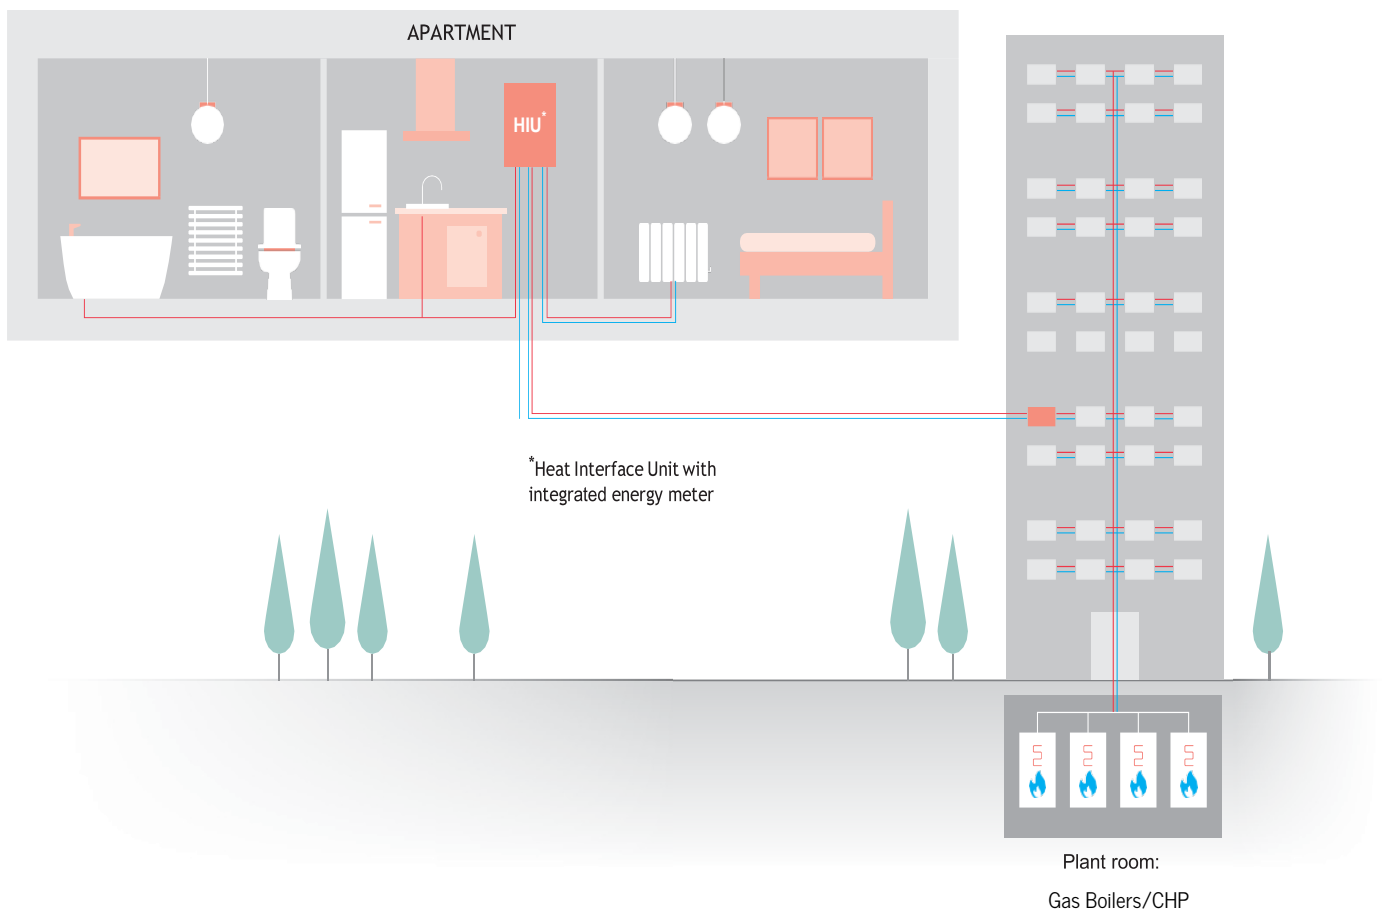 APARTMENT
HIU*
*Heat Interface Unit with
integrated energy meter
Plant room:
Gas Boilers/CHP